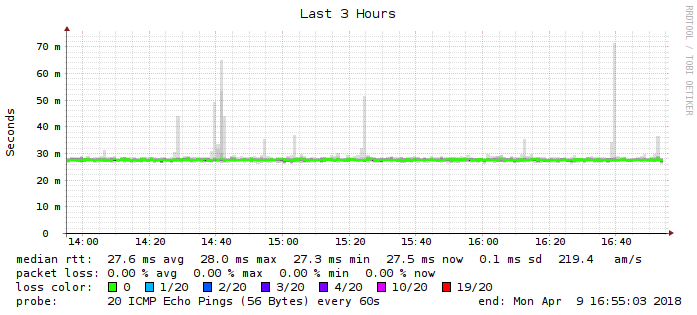 Last 3 Hours
RRDTOOL / TOBI OETIKER
Seconds
70 m
60 m
50 m
40 m
30 m
20 m
10 m
0
14:00 14:20 14:40 15:00 15:20 15:40 16:00 16:20 16:40
median rtt: 27.6 ms avg 28.0 ms max 27.3 ms min 27.5 ms now 0.1 ms sd 219.4 am/s
packet loss: 0.00 % avg 0.00 % max 0.00 % min 0.00 % now
loss color: 0 1/20 2/20 3/20 4/20 10/20 19/20
probe: 20 ICMP Echo Pings (56 Bytes) every 60s end: Mon Apr 9 16:55:03 2018